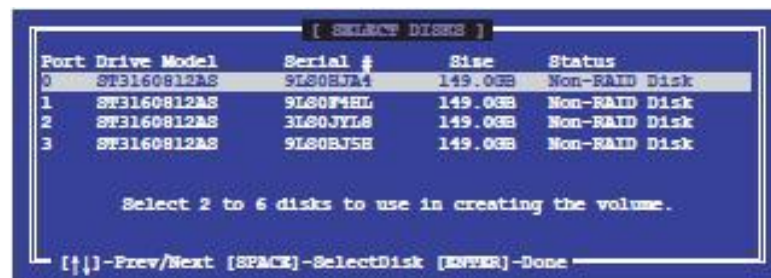 [ SELECT DISKS ]
Port Drive Model Serial # Size Status
0 ST3160812AS 9LS0HJA4 149.0GB Non-RAID Disk
1 ST3160812AS 9LS0F4HL 149.0GB Non-RAID Disk
2 ST3160812AS 3LS0JYL8 149.0GB Non-RAID Disk
3 ST3160812AS 9LS0BJ5H 149.0GB Non-RAID Disk
Select 2 to 6 disks to use in creating the volume.
[↑↓]-Prev/Next [SPACE]-SelectDisk [ENTER]-Done